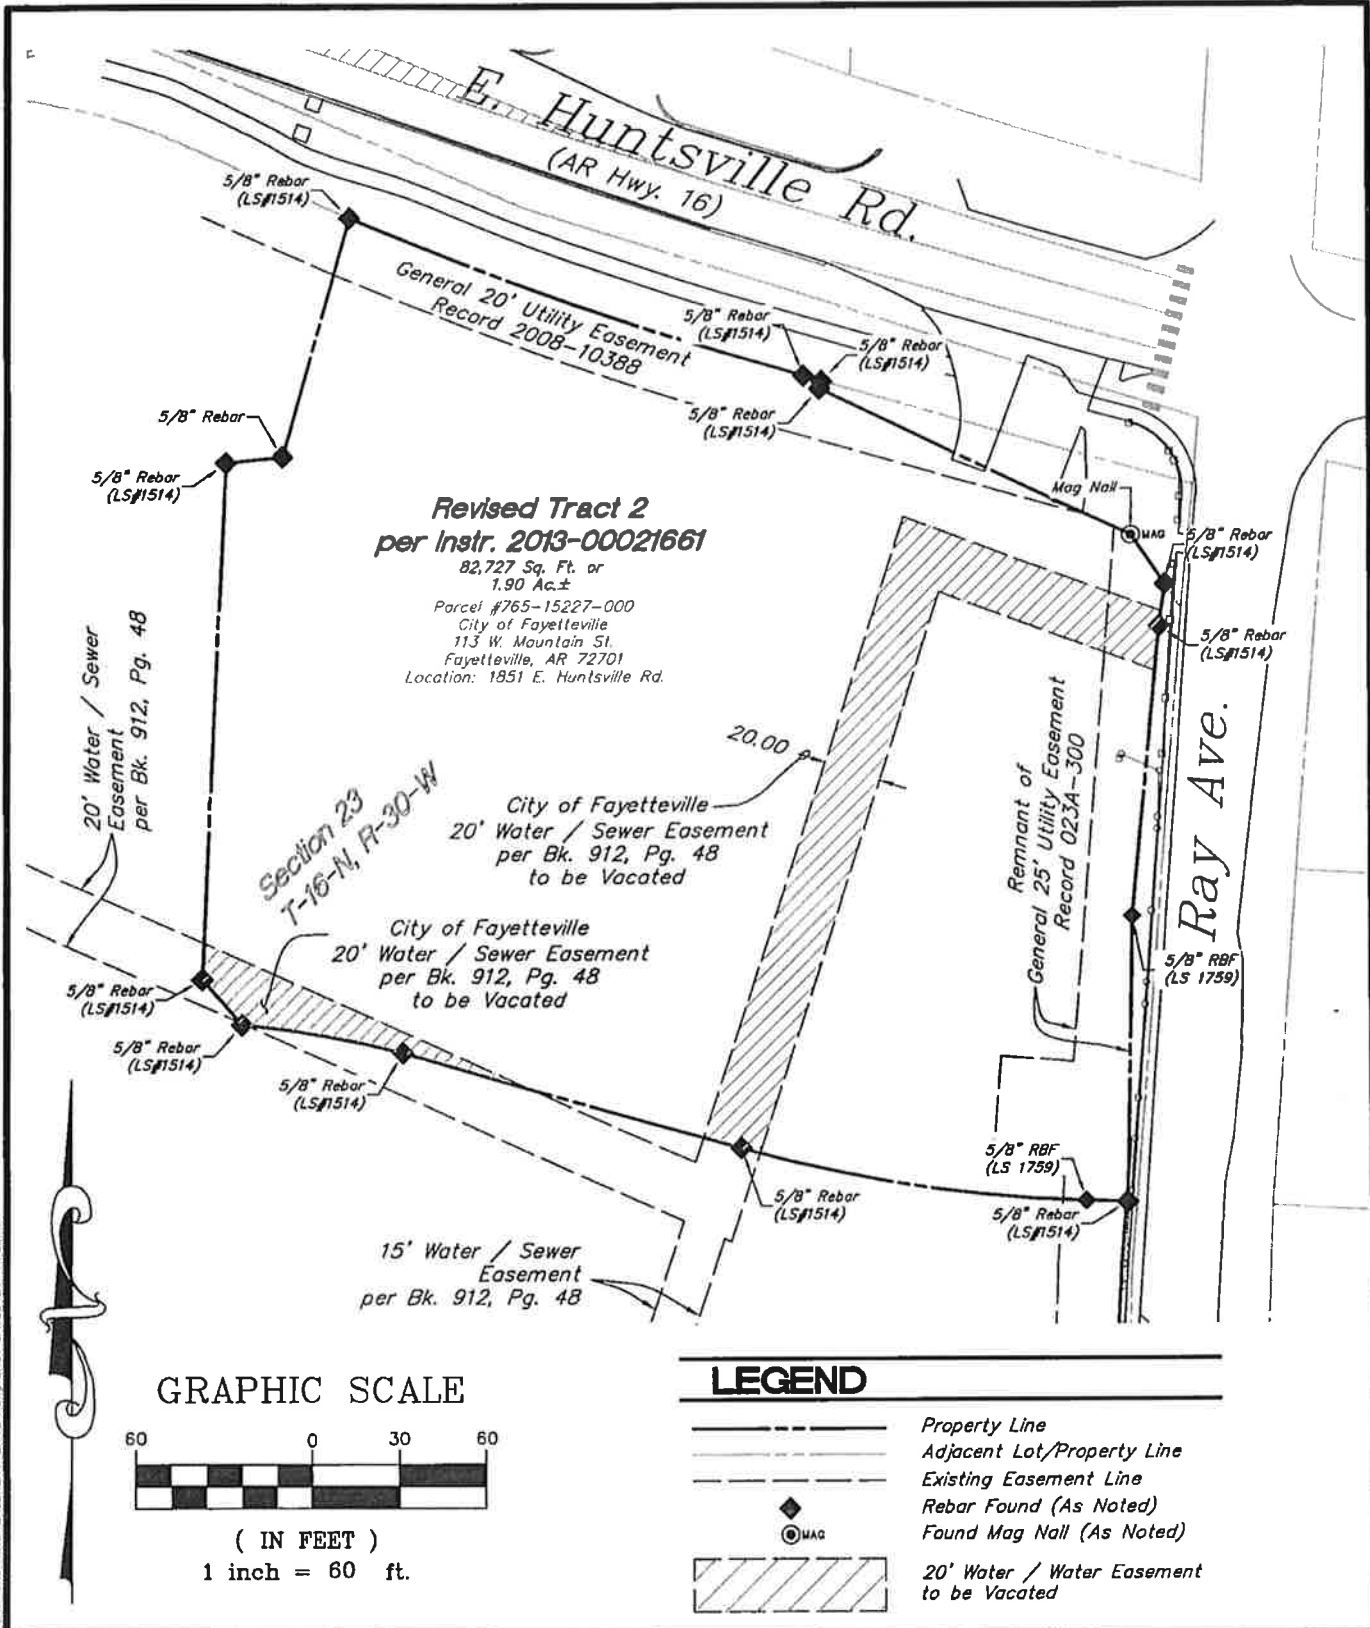 E. Huntsville Rd.
(AR Hwy. 16)
5/8" Rebar
(LS#1514)
General 20' Utility Easement
Record 2008-10388
5/8" Rebar
(LS#1514)
5/8" Rebar
(LS#1514)
5/8" Rebar
(LS#1514)
5/8" Rebar
5/8" Rebar
(LS#1514)
Mag Nail
MAG
5/8" Rebar
(LS#1514)
5/8" Rebar
(LS#1514)
Revised Tract 2
per Instr. 2013-00021661
82,727 Sq. Ft. or
1.90 Ac.±
Parcel #765-15227-000
City of Fayetteville
113 W. Mountain St.
Fayetteville, AR 72701
Location: 1851 E. Huntsville Rd.
20' Water / Sewer
Easement
per Bk. 912, Pg. 48
20.00
Section 23
T-16-N, R-30-W
City of Fayetteville
20' Water / Sewer Easement
per Bk. 912, Pg. 48
to be Vacated
Remnant of
General 25' Utility Easement
Record 023A-300
Ray Ave.
City of Fayetteville
20' Water / Sewer Easement
per Bk. 912, Pg. 48
to be Vacated
5/8" RBF
(LS 1759)
5/8" Rebar
(LS#1514)
5/8" Rebar
(LS#1514)
5/8" Rebar
(LS#1514)
5/8" Rebar
(LS#1514)
5/8" RBF
(LS 1759)
5/8" Rebar
(LS#1514)
15' Water / Sewer
Easement
per Bk. 912, Pg. 48
GRAPHIC SCALE
60 0 30 60
( IN FEET )
1 inch = 60 ft.
LEGEND
Property Line
Adjacent Lot/Property Line
Existing Easement Line
Rebar Found (As Noted)
MAG
Found Mag Nail (As Noted)
20' Water / Water Easement
to be Vacated